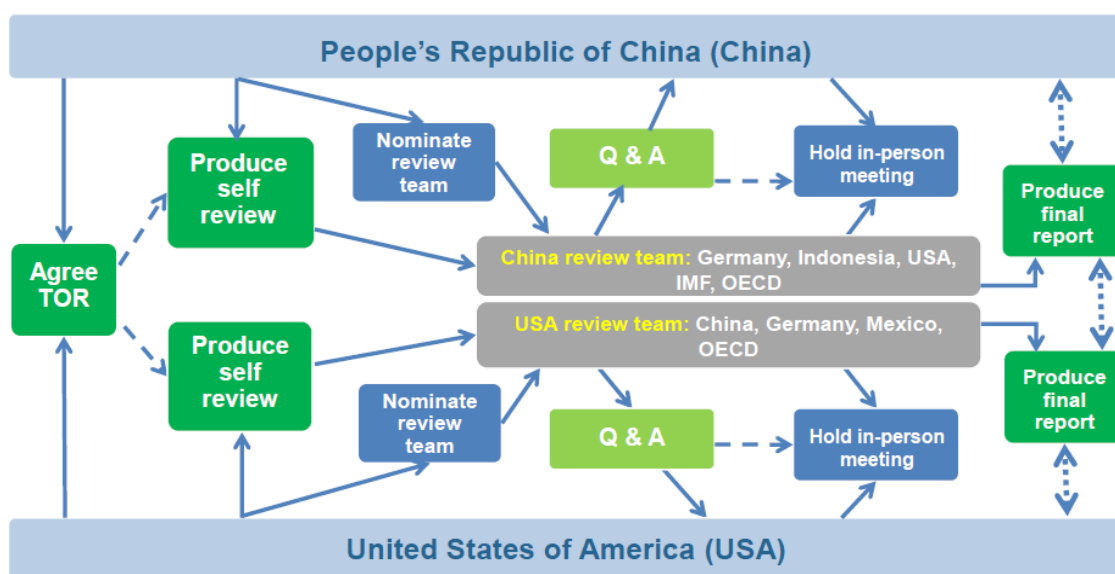 People's Republic of China (China)
Produce
self
review
Nominate
review
team
Q & A
Hold in-person
meeting
Produce
final
report
Agree
TOR
China review team: Germany, Indonesia, USA,
IMF, OECD
USA review team: China, Germany, Mexico,
OECD
Produce
self
review
Nominate
review
team
Q & A
Hold in-person
meeting
Produce
final
report
United States of America (USA)